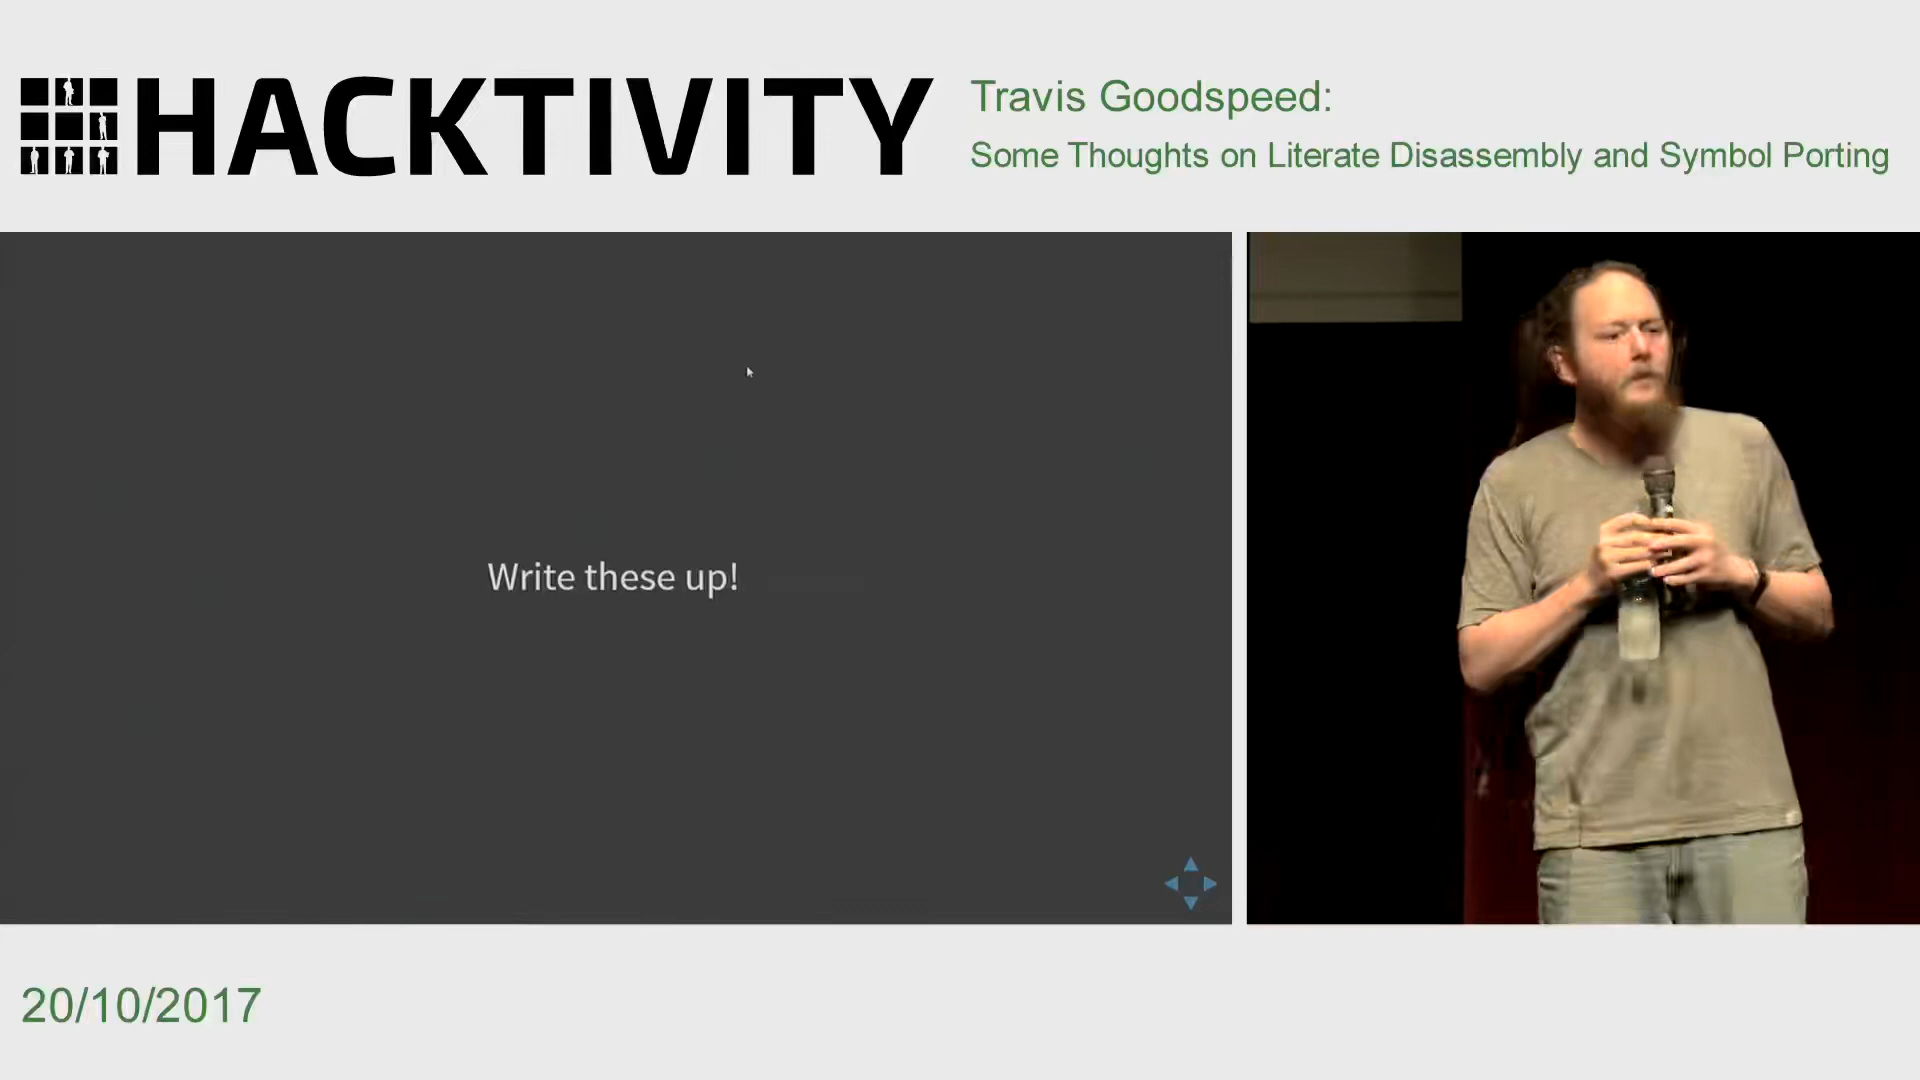 HACKTIVITY
Travis Goodspeed:
Some Thoughts on Literate Disassembly and Symbol Porting
Write these up!
20/10/2017